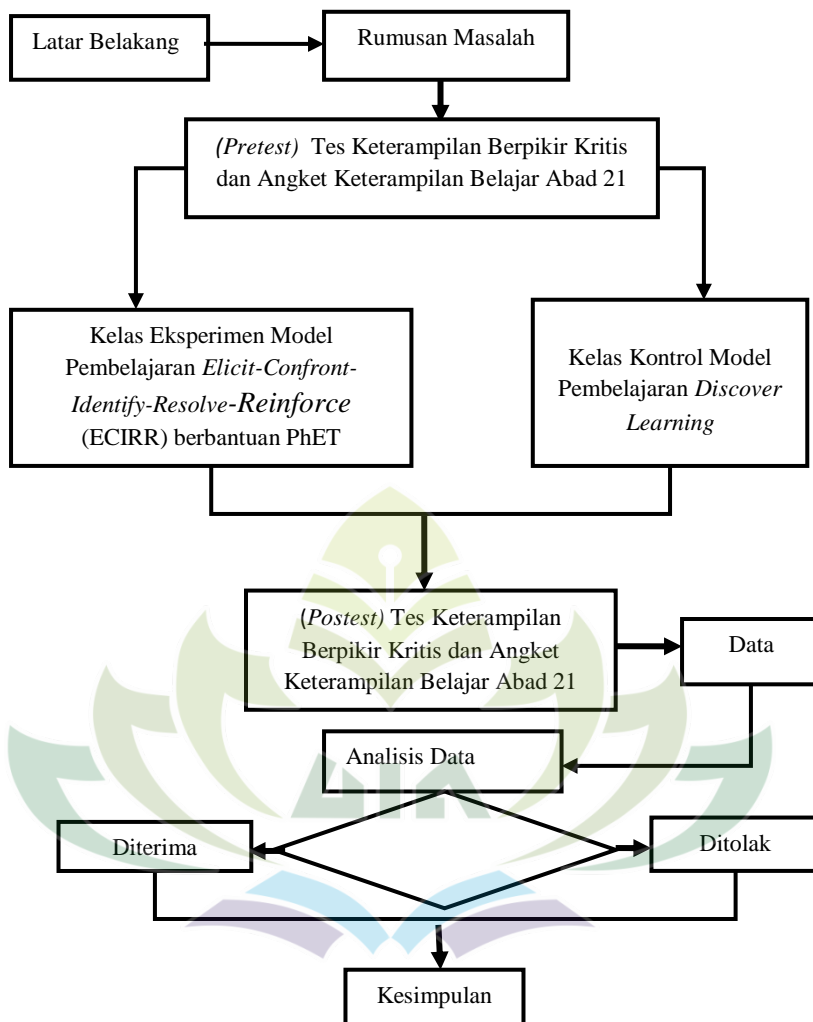 Latar Belakang
Rumusan Masalah
(Pretest) Tes Keterampilan Berpikir Kritis
dan Angket Keterampilan Belajar Abad 21
Kelas Eksperimen Model
Pembelajaran Elicit-Confront-
Identify-Resolve-Reinforce
(ECIRR) berbantuan PhET
Kelas Kontrol Model
Pembelajaran Discover
Learning
(Postest) Tes Keterampilan
Berpikir Kritis dan Angket
Keterampilan Belajar Abad 21
Data
Analisis Data
Diterima
Ditolak
Kesimpulan